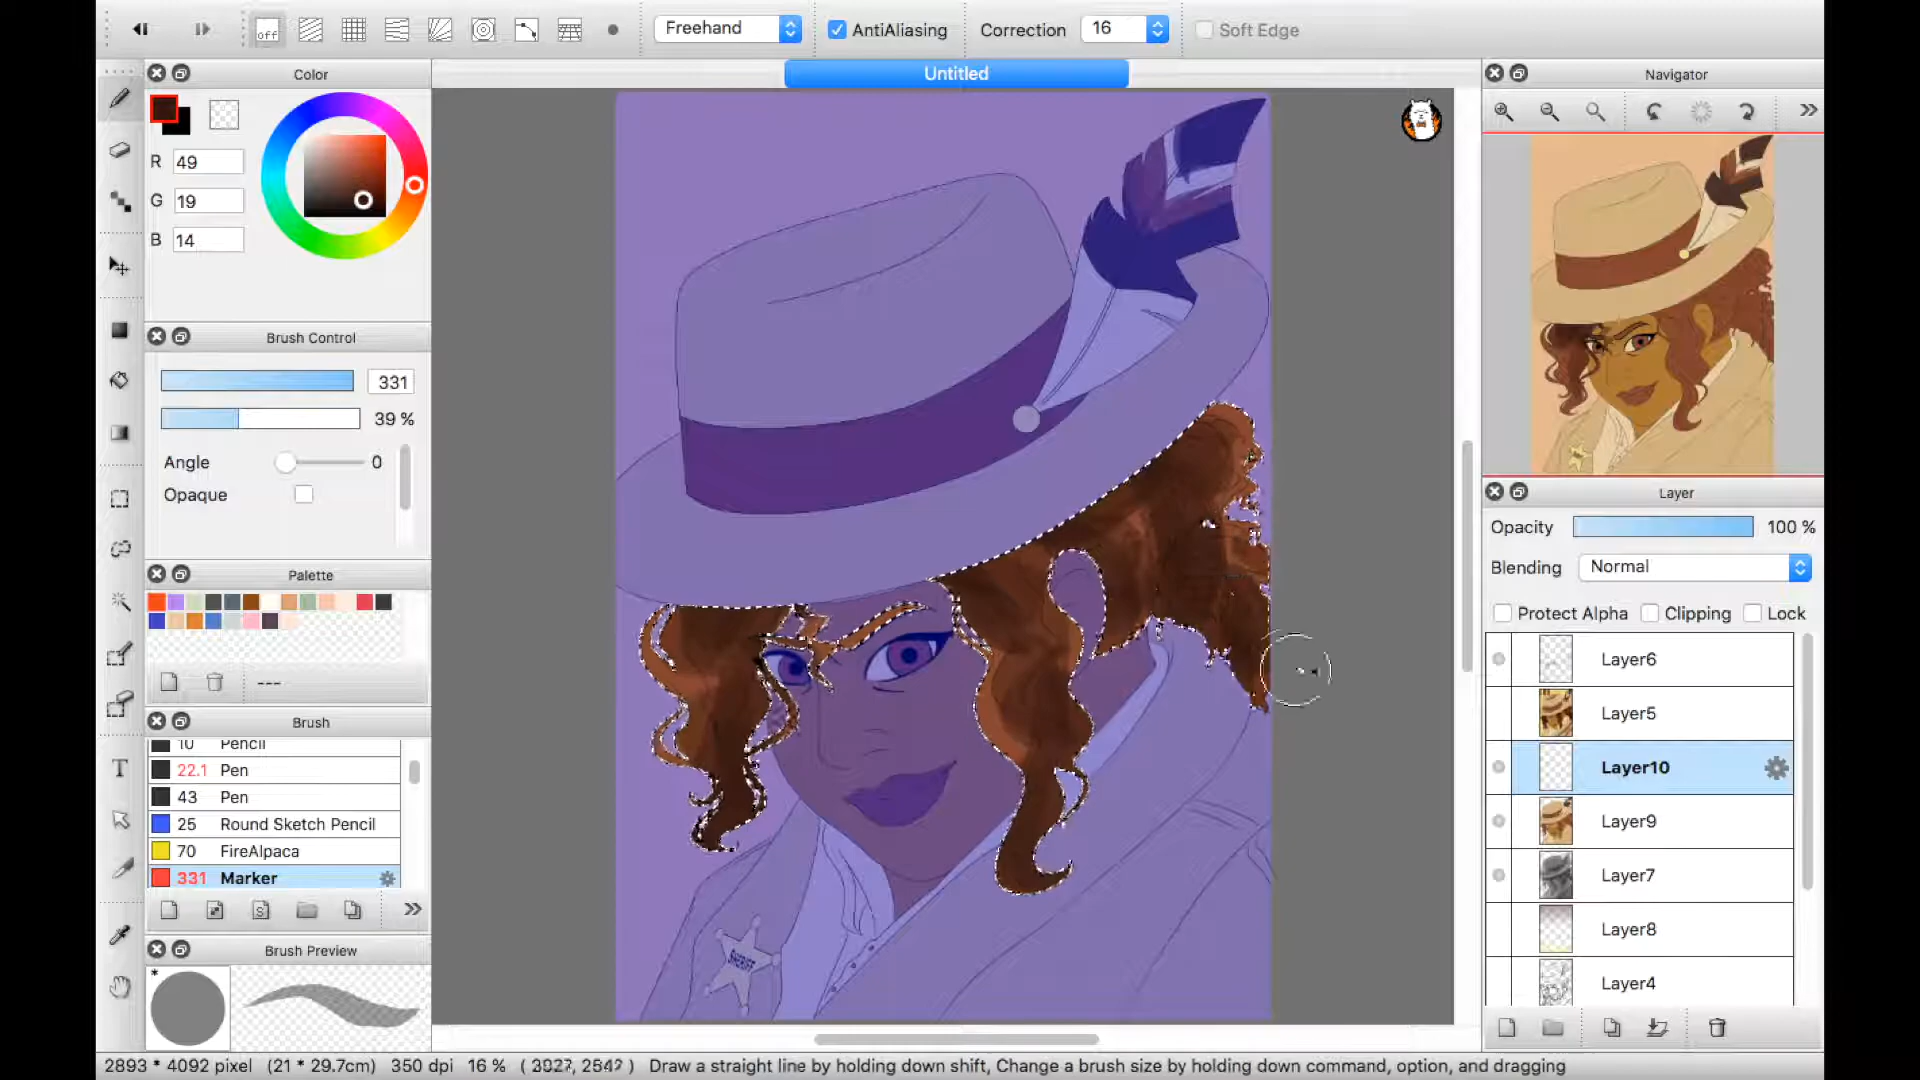 off
Freehand
AntiAliasing
Correction
16
Soft Edge
Color
Untitled
Navigator
R 49
G 19
B 14
Brush Control
331
39 %
Angle
0
Opaque
Palette
---
Brush
10 Pencil
22.1 Pen
43 Pen
25 Round Sketch Pencil
70 FireAlpaca
331 Marker
Brush Preview
*
SHERIFF
Layer
Opacity
100 %
Blending
Normal
Protect Alpha
Clipping
Lock
Layer6
Layer5
Layer10
Layer9
Layer7
Layer8
Layer4
T
2893 * 4092 pixel (21 * 29.7cm) 350 dpi 16 % Draw a straight line by holding down shift, Change a brush size by holding down command, option, and dragging